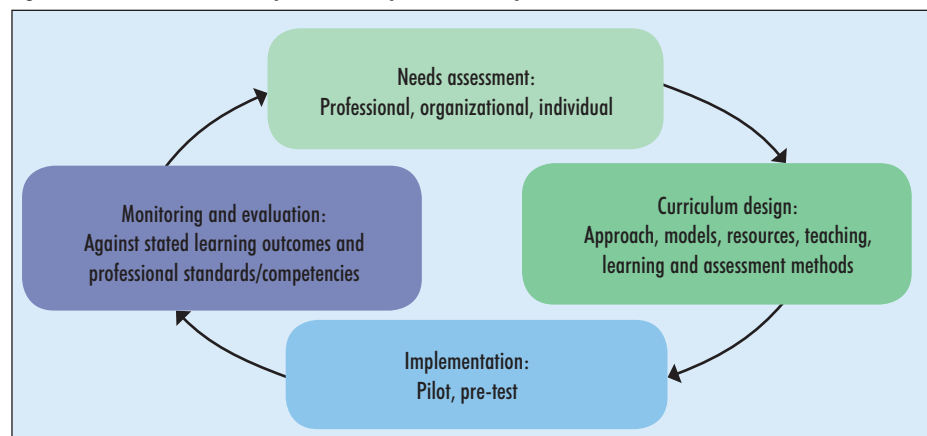 Needs assessment:
Professional, organizational, individual
Curriculum design:
Approach, models, resources, teaching,
learning and assessment methods
Implementation:
Pilot, pre-test
Monitoring and evaluation:
Against stated learning outcomes and
professional standards/competencies